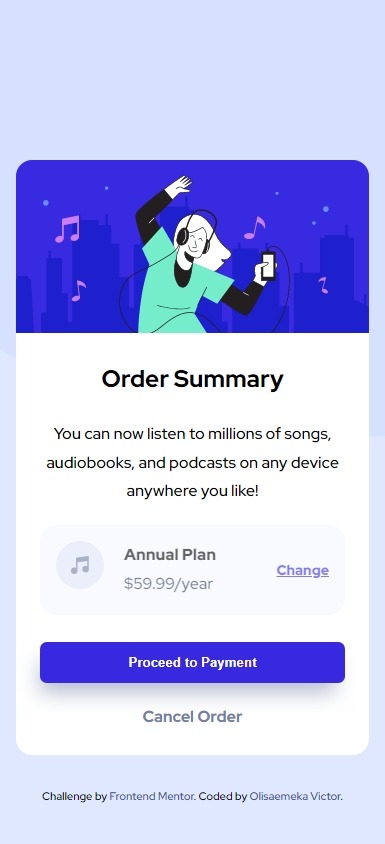 Order Summary
You can now listen to millions of songs,
audiobooks, and podcasts on any device
anywhere you like!
Annual Plan
$59.99/year
Change
Proceed to Payment
Cancel Order
Challenge by Frontend Mentor. Coded by Olisaemeka Victor.